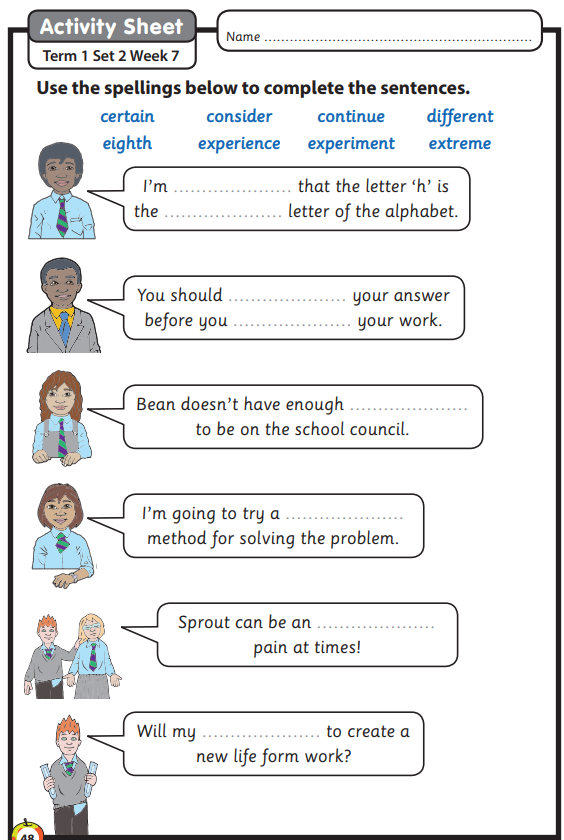 Activity Sheet
Term 1 Set 2 Week 7
Name ................................................................
Use the spellings below to complete the sentences.
certain consider continue different
eighth experience experiment extreme
I'm ..................... that the letter ‘h’ is
the ..................... letter of the alphabet.
You should ..................... your answer
before you ..................... your work.
Bean doesn't have enough .....................
to be on the school council.
I'm going to try a .....................
method for solving the problem.
Sprout can be an .....................
pain at times!
Will my ..................... to create a
new life form work?
48